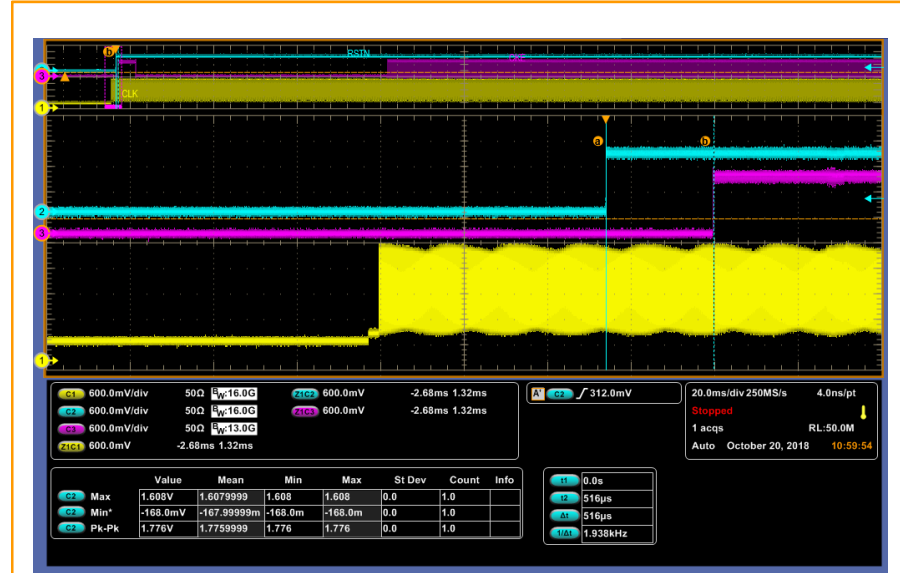 b
RSTN
3
CLK
1
a b
2
3
1
C1 600.0mV/div 50Ω BW:16.0G Z1C2 600.0mV -2.68ms 1.32ms
C2 600.0mV/div 50Ω BW:16.0G Z1C3 600.0mV -2.68ms 1.32ms
C3 600.0mV/div 50Ω BW:13.0G
Z1C1 600.0mV -2.68ms 1.32ms
A' C2 312.0mV
20.0ms/div 250MS/s 4.0ns/pt
Stopped
1 acqs RL:50.0M
Auto October 20, 2018 10:59:54
Value Mean Min Max St Dev Count Info
C2 Max 1.608V 1.6079999 1.608 1.608 0.0 1.0
C2 Min* -168.0mV -167.99999m -168.0m -168.0m 0.0 1.0
C2 Pk-Pk 1.776V 1.7759999 1.776 1.776 0.0 1.0
t1 0.0s
t2 516µs
Δt 516µs
1/Δt 1.938kHz